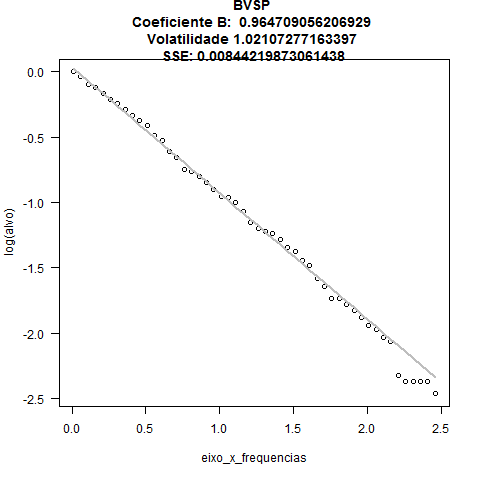 BVSP
Coeficiente B: 0.964709056206929
Volatilidade 1.02107277163397
SSE: 0.00844219873061438
0.0
-0.5
-1.0
-1.5
-2.0
-2.5
log(alvo)
0.0 0.5 1.0 1.5 2.0 2.5
eixo_x_frequencias